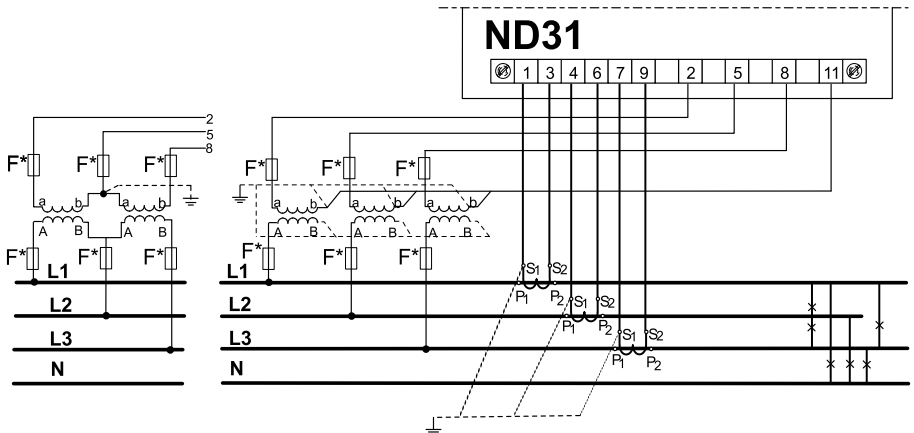 ND31
1 3 4 6 7 9 2 5 8 11
2
5
8
F* F* F* F* F* F*
a b a b a b a b a b
A B A B A B A B A B
F* F* F* F* F* F*
L1 L1 S1 S2
P1 P2
L2 L2 S1 S2
P1 P2
L3 L3 S1 S2
P1 P2
N N